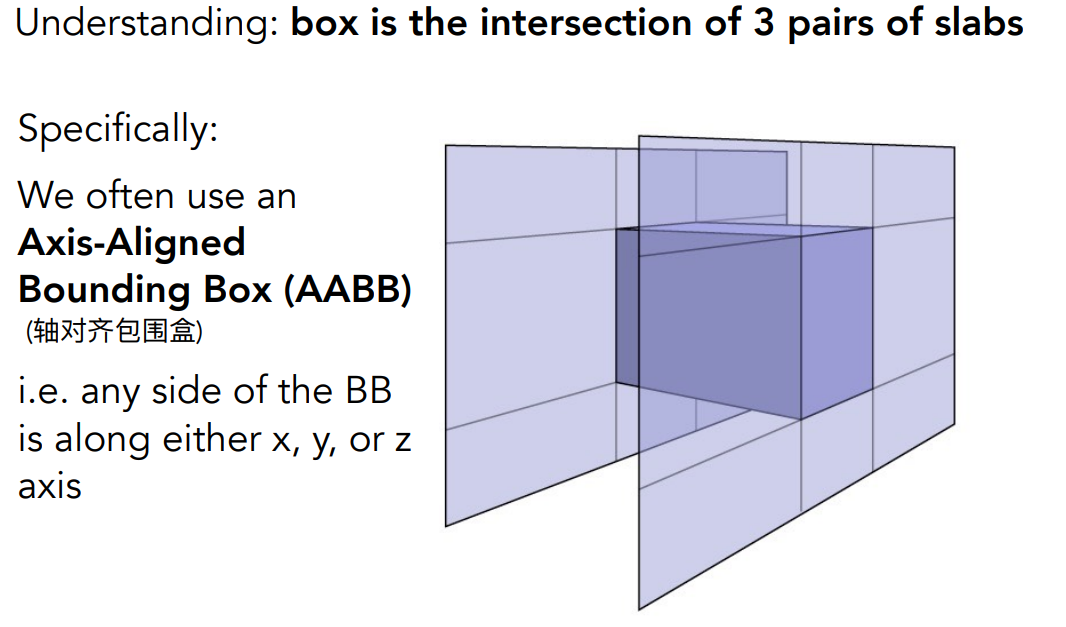 Understanding: box is the intersection of 3 pairs of slabs
Specifically:
We often use an
Axis-Aligned
Bounding Box (AABB)
(轴对齐包围盒)
i.e. any side of the BB
is along either x, y, or z
axis